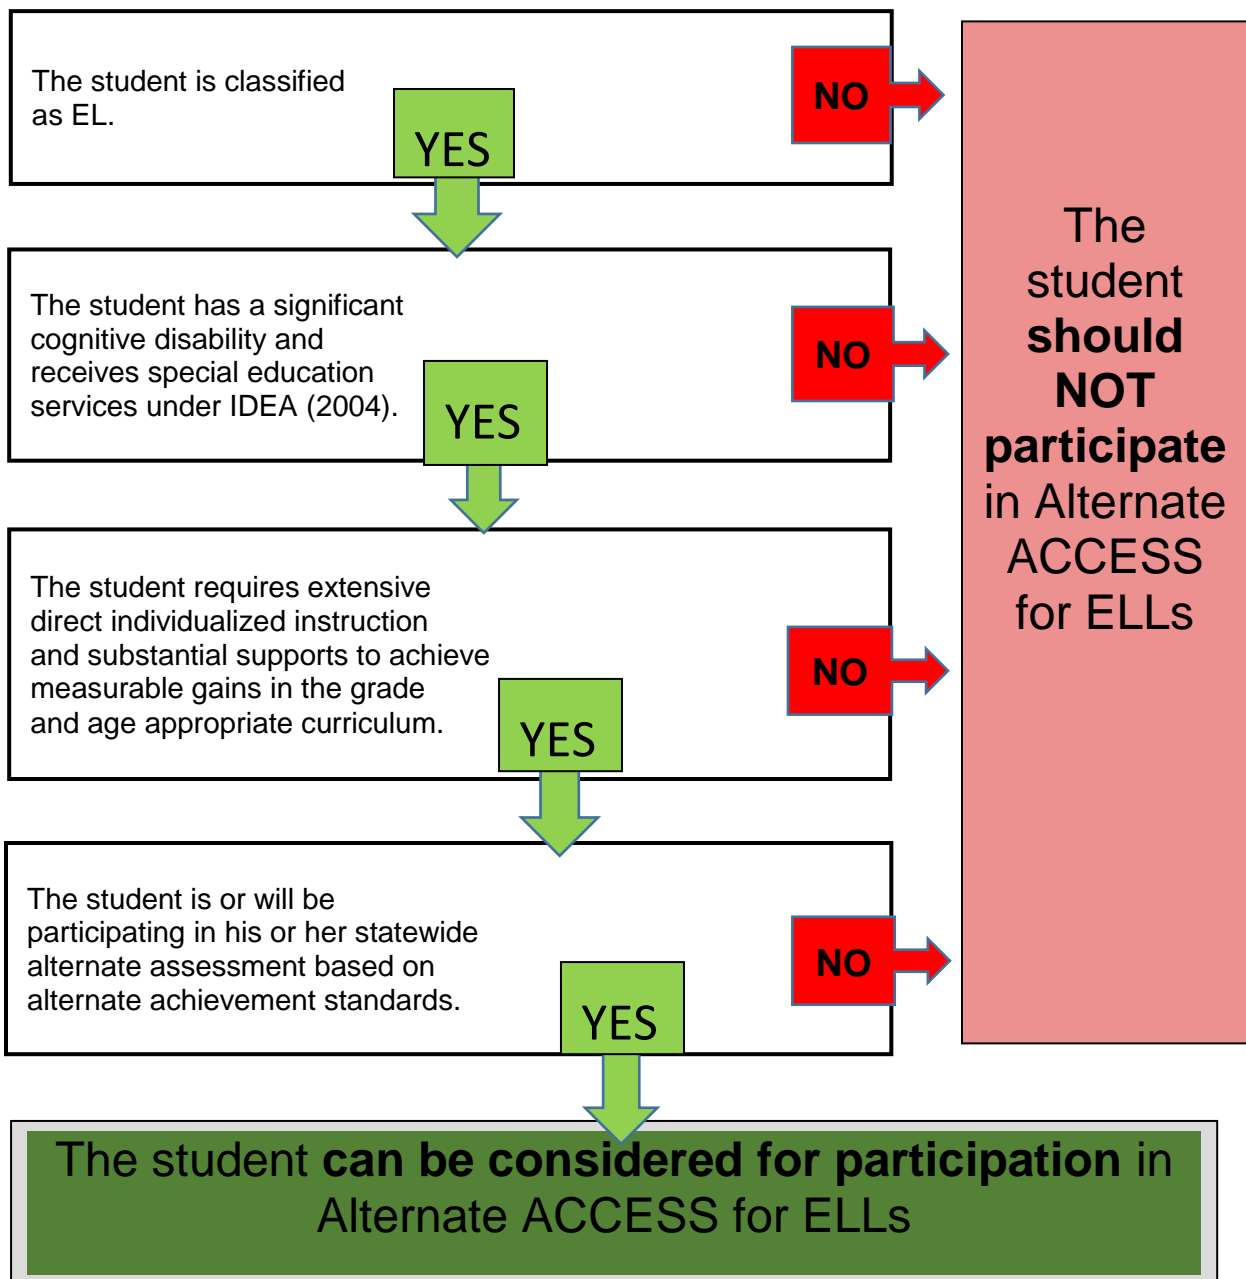 The student is classified
as EL.
YES
NO
The student has a significant
cognitive disability and
receives special education
services under IDEA (2004).
YES
NO
The student requires extensive
direct individualized instruction
and substantial supports to achieve
measurable gains in the grade
and age appropriate curriculum.
YES
NO
The student is or will be
participating in his or her statewide
alternate assessment based on
alternate achievement standards.
YES
NO
The
student
should
NOT
participate
in Alternate
ACCESS
for ELLs
The student can be considered for participation in
Alternate ACCESS for ELLs